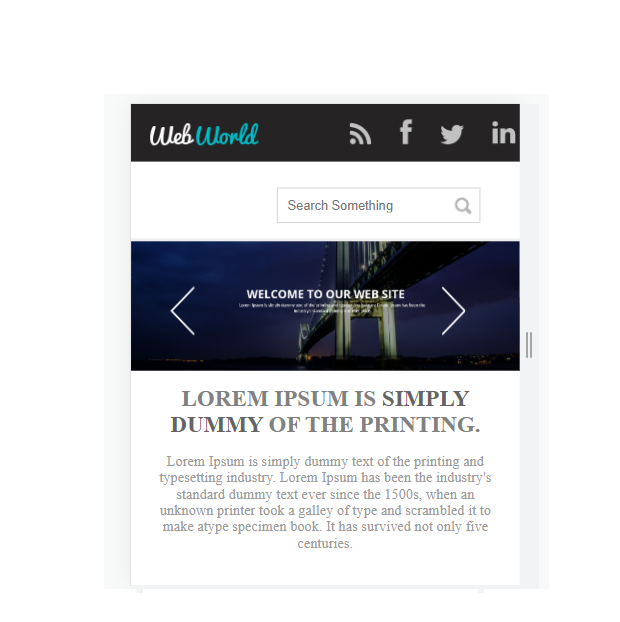 Web World
Search Something
WELCOME TO OUR WEB SITE
LOREM IPSUM IS SIMPLY
DUMMY OF THE PRINTING.
Lorem Ipsum is simply dummy text of the printing and
typesetting industry. Lorem Ipsum has been the industry's
standard dummy text ever since the 1500s, when an
unknown printer took a galley of type and scrambled it to
make atype specimen book. It has survived not only five
centuries.